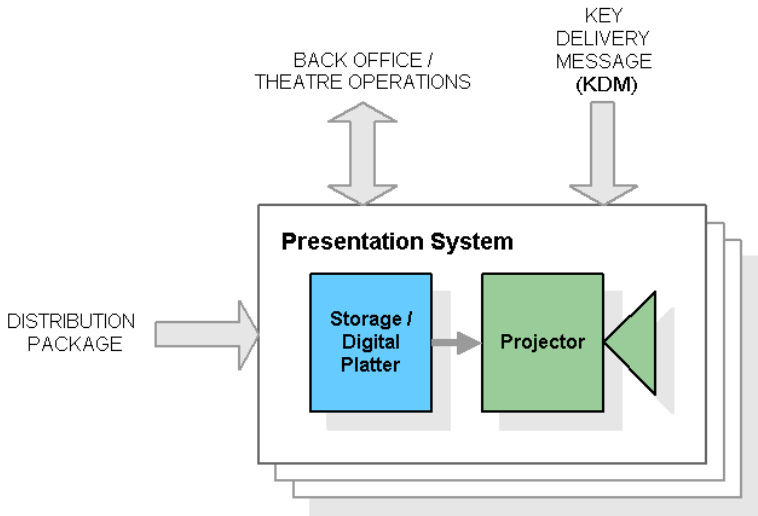 BACK OFFICE /
THEATRE OPERATIONS
KEY
DELIVERY
MESSAGE
(KDM)
Presentation System
DISTRIBUTION
PACKAGE
Storage /
Digital
Platter
Projector